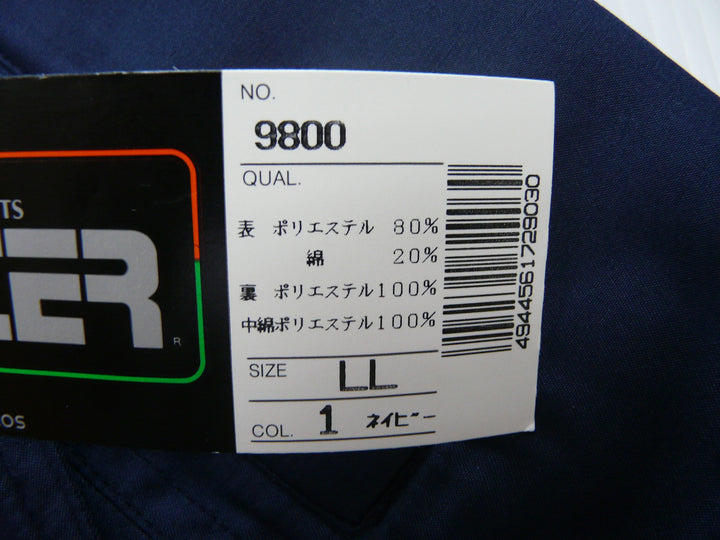 TS
ER
R
OS
NO.
9800
QUAL.
表 ポリエステル 80%
綿 20%
裏 ポリエステル100%
中綿ポリエステル100%
SIZE LL
COL. 1 ネイビー
4944561729030